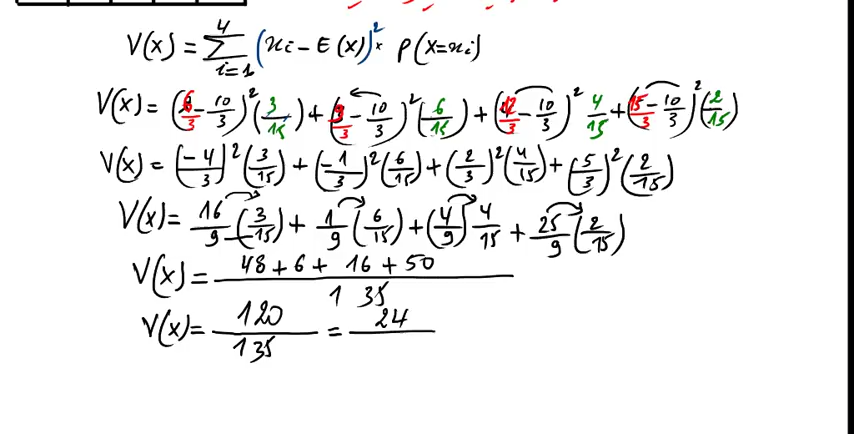 V(x) = ∑_{i=1}^{4} (xi − E(x))² × P(X=xi)
V(x) = (6/3 − 10/3)² (3/15) + (9/3 − 10/3)² (6/15) + (12/3 − 10/3)² 4/15 + (15/3 − 10/3)² (2/15)
V(x) = (−4/3)² (3/15) + (−1/3)² (6/15) + (2/3)² (4/15) + (5/3)² (2/15)
V(x) = 16/9 (3/15) + 1/9 (6/15) + (4/9) 4/15 + 25/9 (2/15)
V(x) = 48 + 6 + 16 + 50 / 135
V(x) = 120/135 = 24/